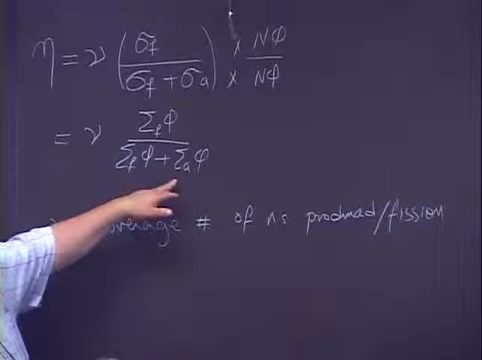 η = ν (σf / (σf + σa)) × NΦ / × NΦ
= ν ΣfΦ / (ΣfΦ + ΣaΦ)
average # of ns produced/fission